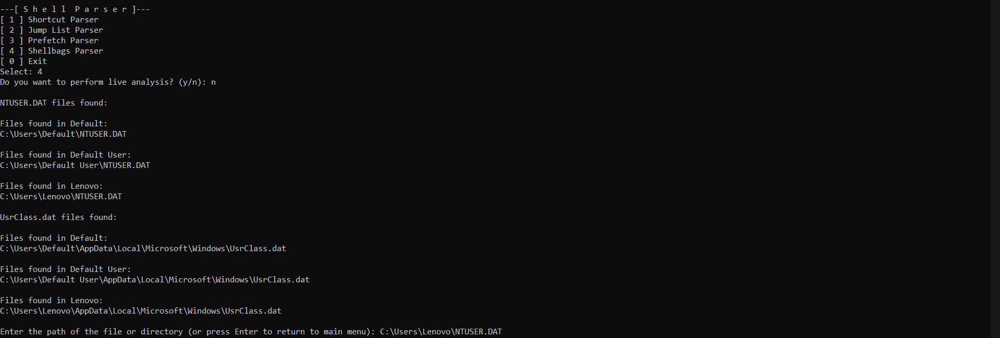 ---[ S h e l l  P a r s e r ]---
[ 1 ] Shortcut Parser
[ 2 ] Jump List Parser
[ 3 ] Prefetch Parser
[ 4 ] Shellbags Parser
[ 0 ] Exit
Select: 4
Do you want to perform live analysis? (y/n): n
NTUSER.DAT files found:
Files found in Default:
C:\Users\Default\NTUSER.DAT
Files found in Default User:
C:\Users\Default User\NTUSER.DAT
Files found in Lenovo:
C:\Users\Lenovo\NTUSER.DAT
UsrClass.dat files found:
Files found in Default:
C:\Users\Default\AppData\Local\Microsoft\Windows\UsrClass.dat
Files found in Default User:
C:\Users\Default User\AppData\Local\Microsoft\Windows\UsrClass.dat
Files found in Lenovo:
C:\Users\Lenovo\AppData\Local\Microsoft\Windows\UsrClass.dat
Enter the path of the file or directory (or press Enter to return to main menu): C:\Users\Lenovo\NTUSER.DAT